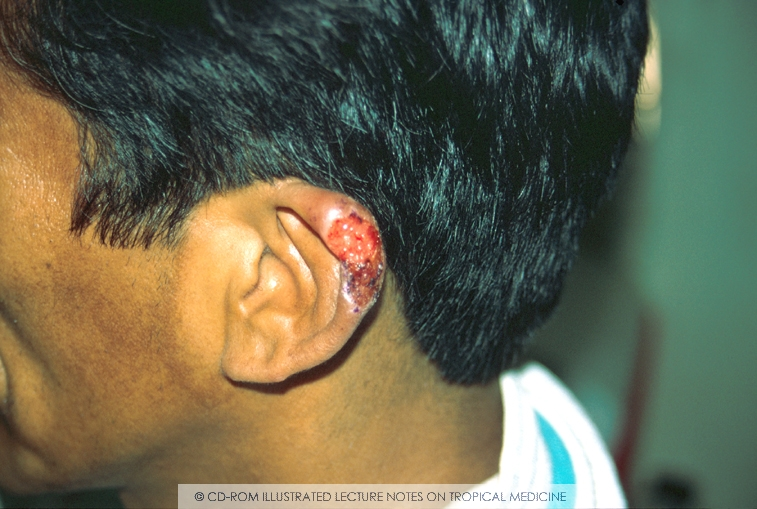 © CD-ROM ILLUSTRATED LECTURE NOTES ON TROPICAL MEDICINE